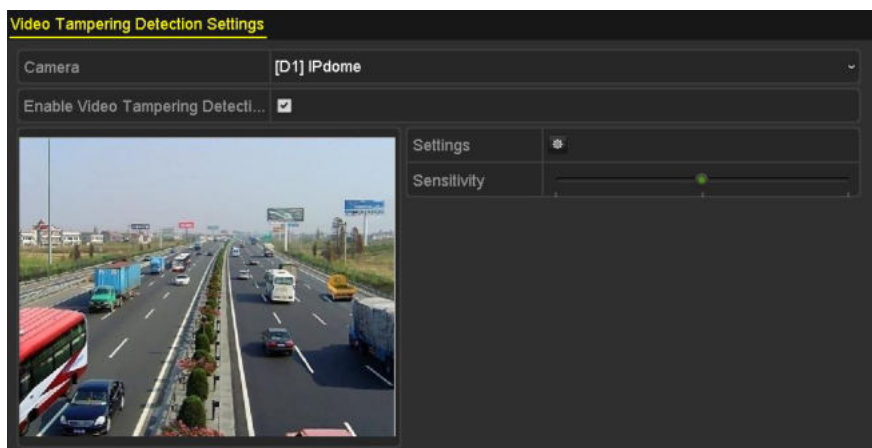 Video Tampering Detection Settings
Camera
[D1] IPdome
Enable Video Tampering Detecti...
Settings
Sensitivity